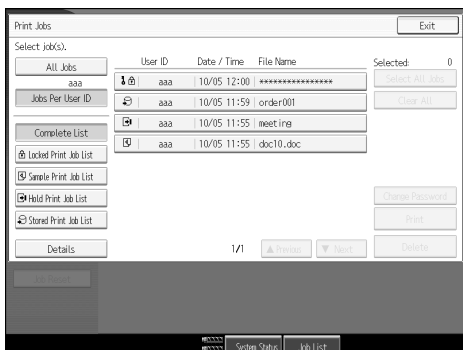 Print Jobs
Exit
Select job(s).
All Jobs
aaa
Jobs Per User ID
Complete List
Locked Print Job List
Sample Print Job List
Hold Print Job List
Stored Print Job List
Details
User ID Date / Time File Name
aaa 10/05 12:00 ****************
aaa 10/05 11:59 order001
aaa 10/05 11:55 meeting
aaa 10/05 11:55 doc10.doc
1/1 ▲ Previous ▼ Next
Selected: 0
Select All Jobs
Clear All
Change Password
Print
Delete
Job Reset
System Status Job List